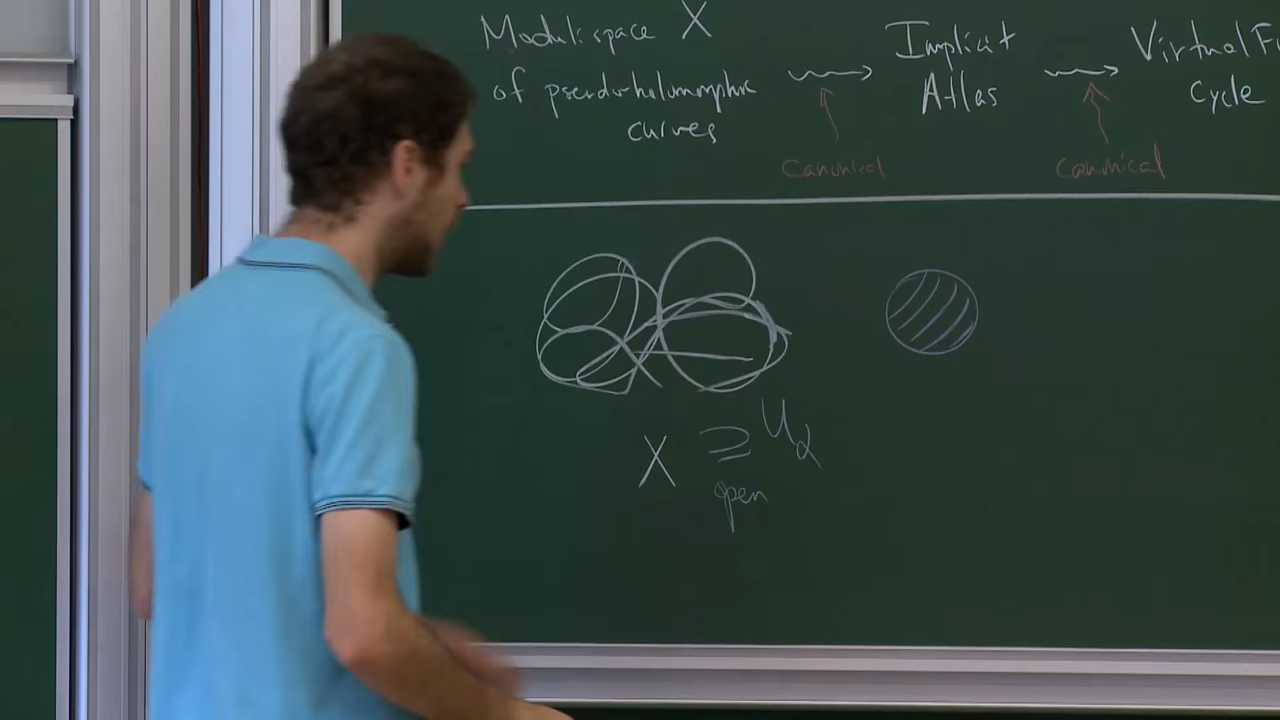 Moduli space X
of pseudo-holomorphic
curves
Implicit
Atlas
Virtual F
Cycle
canonical
canonical
X ⊇ U_α
open